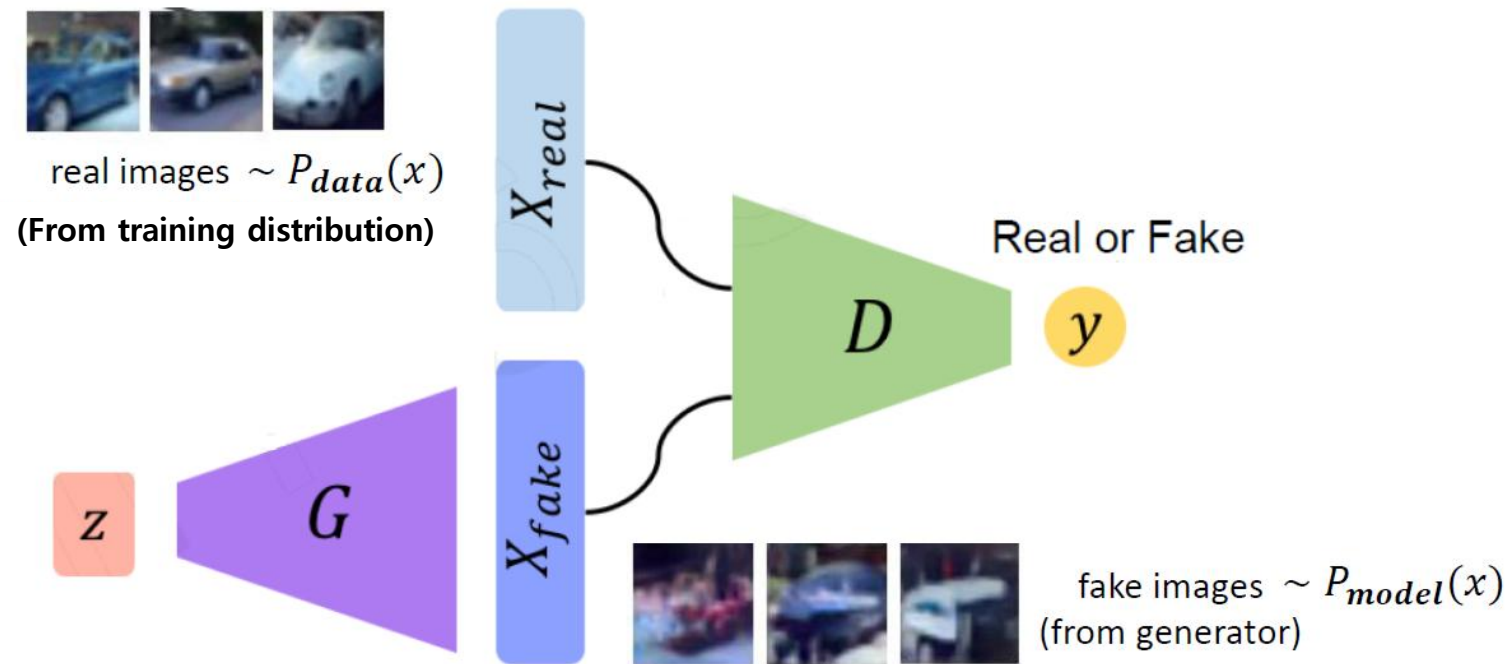 real images ~ P_data(x)
(From training distribution)
X_real
Real or Fake
D
y
z
G
X_fake
fake images ~ P_model(x)
(from generator)